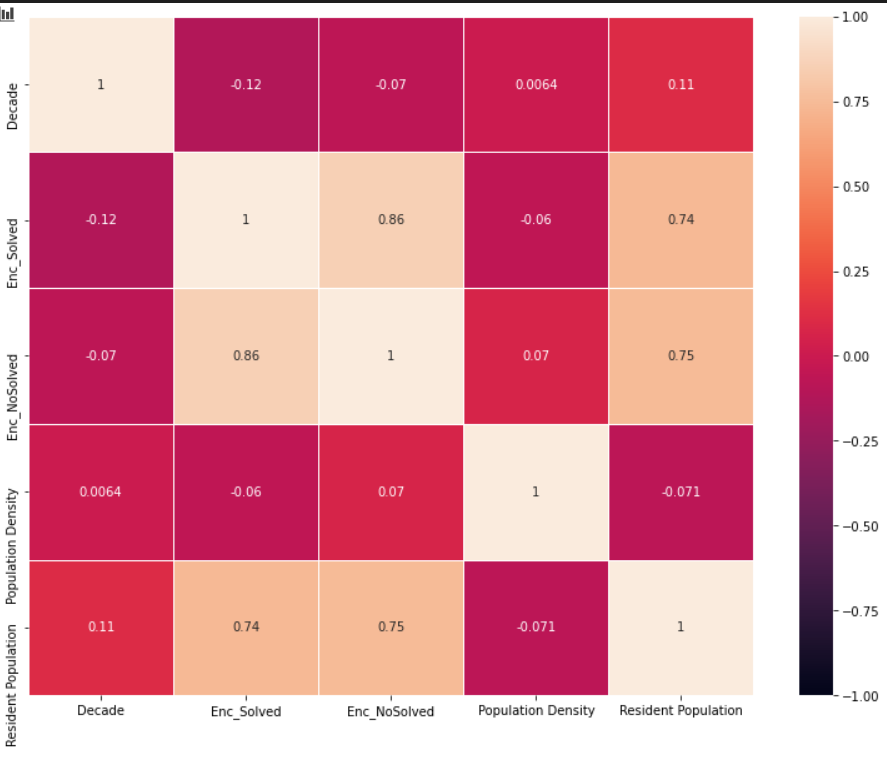 1.00
Decade 1 -0.12 -0.07 0.0064 0.11
0.75
0.50
Enc_Solved -0.12 1 0.86 -0.06 0.74
0.25
Enc_NoSolved -0.07 0.86 1 0.07 0.75
0.00
−0.25
Population Density 0.0064 -0.06 0.07 1 -0.071
−0.50
Resident Population 0.11 0.74 0.75 -0.071 1
−0.75
−1.00
Decade Enc_Solved Enc_NoSolved Population Density Resident Population